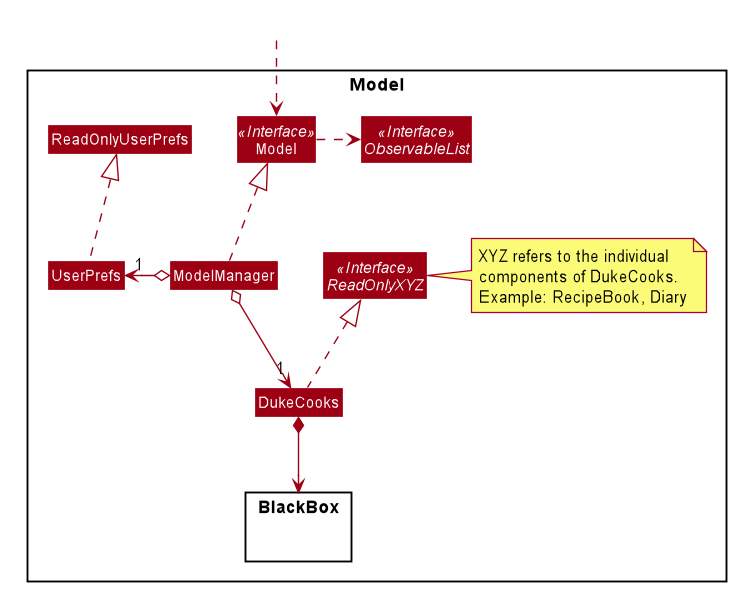 Model
ReadOnlyUserPrefs
«Interface»
Model
«Interface»
ObservableList
UserPrefs
1
ModelManager
«Interface»
ReadOnlyXYZ
XYZ refers to the individual
components of DukeCooks.
Example: RecipeBook, Diary
1
DukeCooks
BlackBox